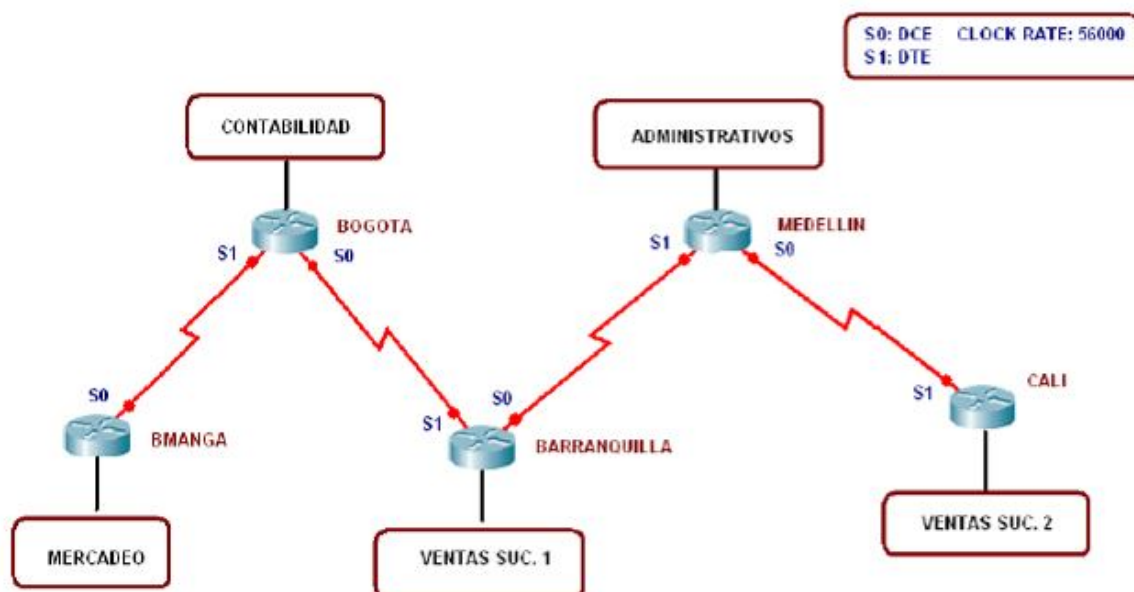 S0: DCE CLOCK RATE: 56000
S1: DTE
CONTABILIDAD
ADMINISTRATIVOS
BOGOTA
MEDELLIN
S1
S0
S1
S0
S0
BMANGA
S1
S0
BARRANQUILLA
S1
CALI
MERCADEO
VENTAS SUC. 1
VENTAS SUC. 2